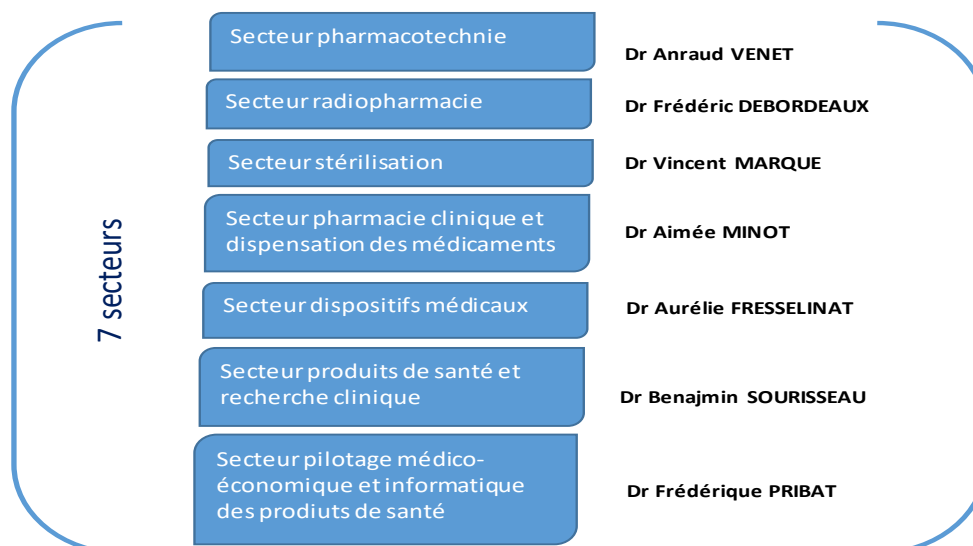 7 secteurs
Secteur pharmacotechnie
Dr Anraud VENET
Secteur radiopharmacie
Dr Frédéric DEBORDEAUX
Secteur stérilisation
Dr Vincent MARQUE
Secteur pharmacie clinique et
dispensation des médicaments
Dr Aimée MINOT
Secteur dispositifs médicaux
Dr Aurélie FRESSELINAT
Secteur produits de santé et
recherche clinique
Dr Benajmin SOURISSEAU
Secteur pilotage médico-
économique et informatique
des prodiuts de santé
Dr Frédérique PRIBAT